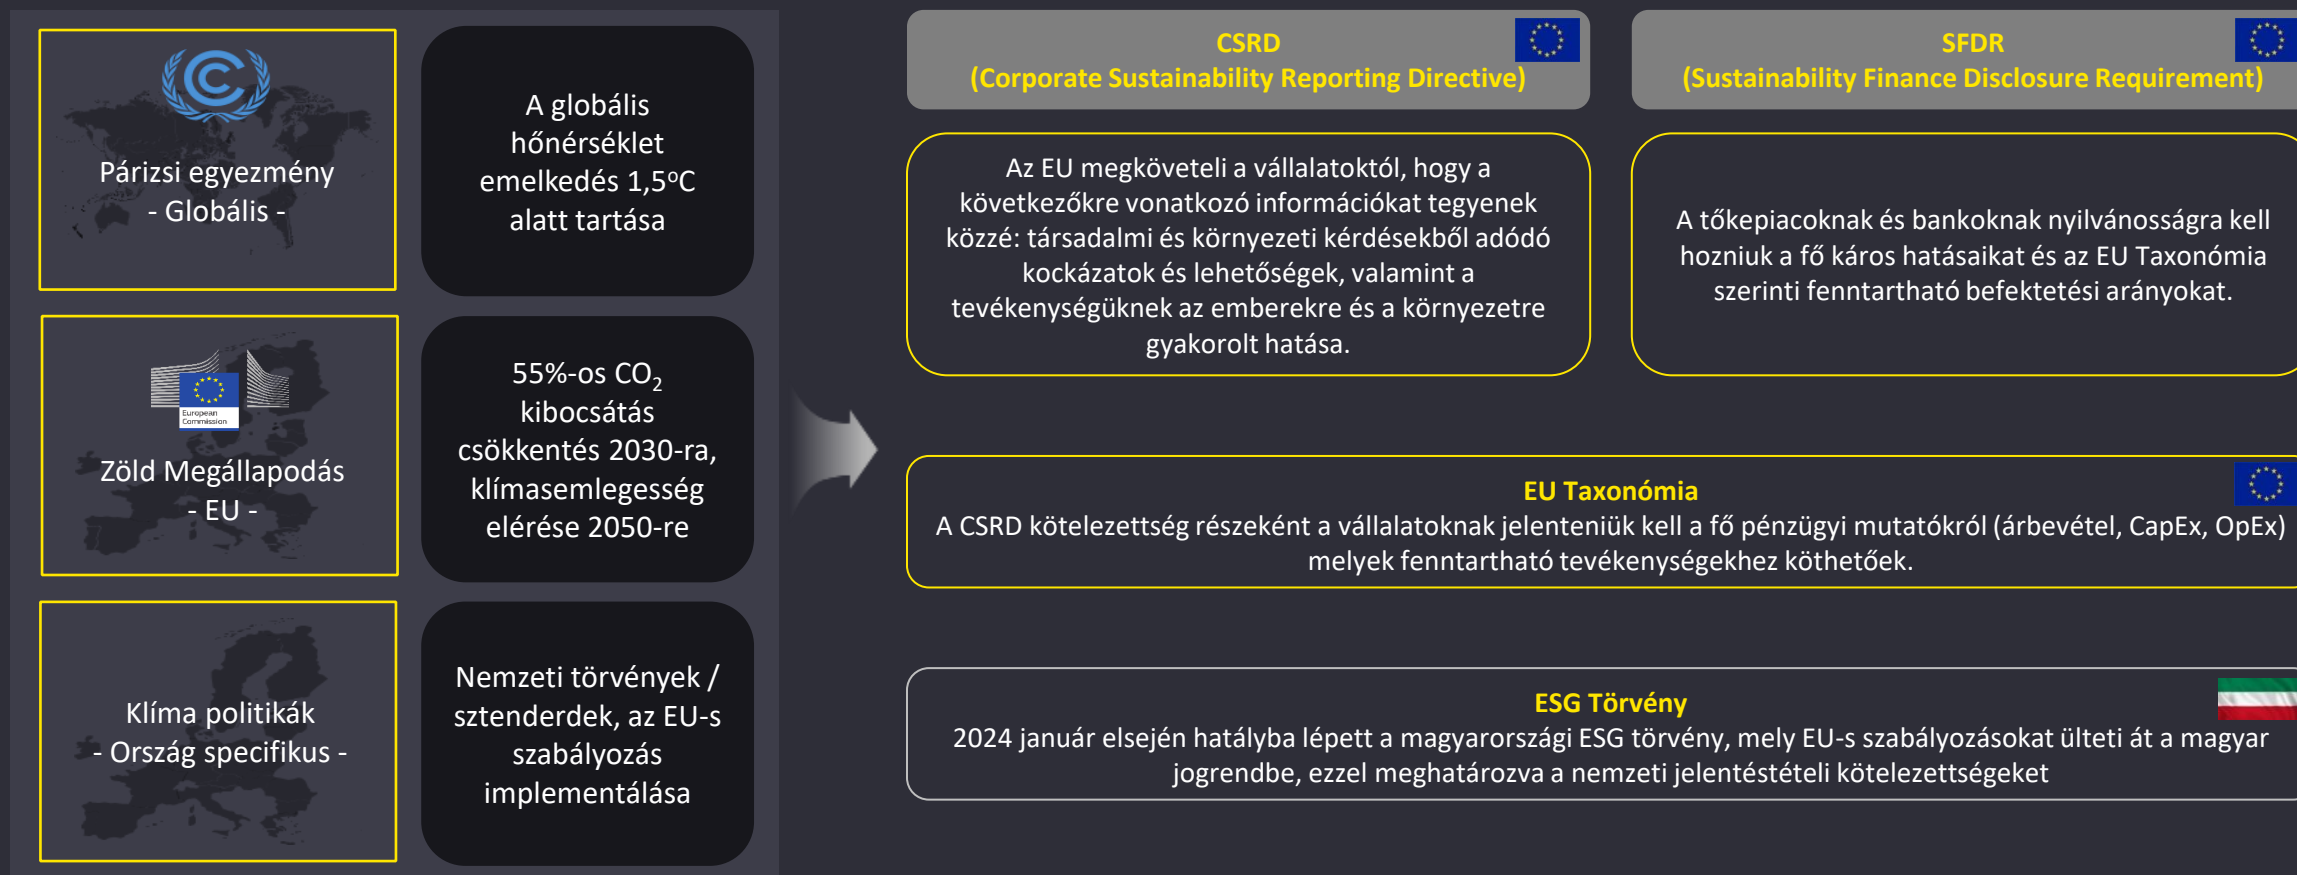 Párizsi egyezmény
- Globális -
A globális
hőnérséklet
emelkedés 1,5°C
alatt tartása
European
Commission
Zöld Megállapodás
- EU -
55%-os CO₂
kibocsátás
csökkentés 2030-ra,
klímasemlegesség
elérése 2050-re
Klíma politikák
- Ország specifikus -
Nemzeti törvények /
sztenderdek, az EU-s
szabályozás
implementálása
CSRD
(Corporate Sustainability Reporting Directive)
Az EU megköveteli a vállalatoktól, hogy a
következőkre vonatkozó információkat tegyenek
közzé: társadalmi és környezeti kérdésekből adódó
kockázatok és lehetőségek, valamint a
tevékenységüknek az emberekre és a környezetre
gyakorolt hatása.
SFDR
(Sustainability Finance Disclosure Requirement)
A tőkepiacoknak és bankoknak nyilvánosságra kell
hozniuk a fő káros hatásaikat és az EU Taxonómia
szerinti fenntartható befektetési arányokat.
EU Taxonómia
A CSRD kötelezettség részeként a vállalatoknak jelenteniük kell a fő pénzügyi mutatókról (árbevétel, CapEx, OpEx)
melyek fenntartható tevékenységekhez köthetőek.
ESG Törvény
2024 január elsején hatályba lépett a magyarországi ESG törvény, mely EU-s szabályozásokat ülteti át a magyar
jogrendbe, ezzel meghatározva a nemzeti jelentéstételi kötelezettségeket